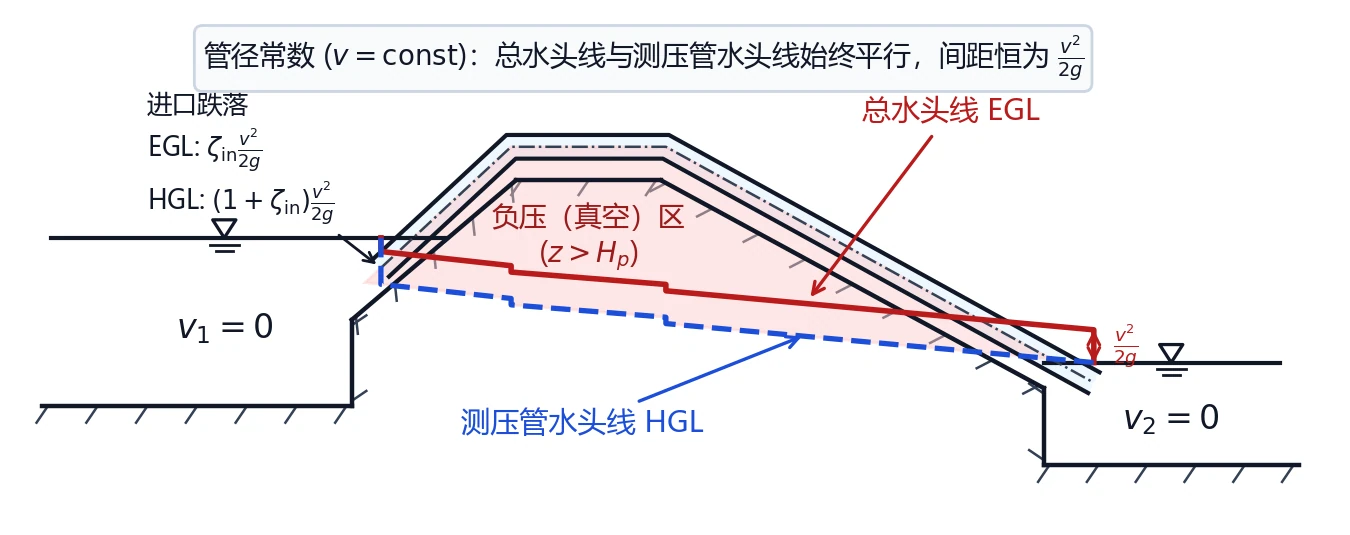 管径常数 (v = const)：总水头线与测压管水头线始终平行，间距恒为 v²/2g
进口跌落
EGL: ζ_in v²/2g
HGL: (1 + ζ_in) v²/2g
总水头线 EGL
负压（真空）区
(z > H_p)
v₁ = 0
v²/2g
测压管水头线 HGL
v₂ = 0